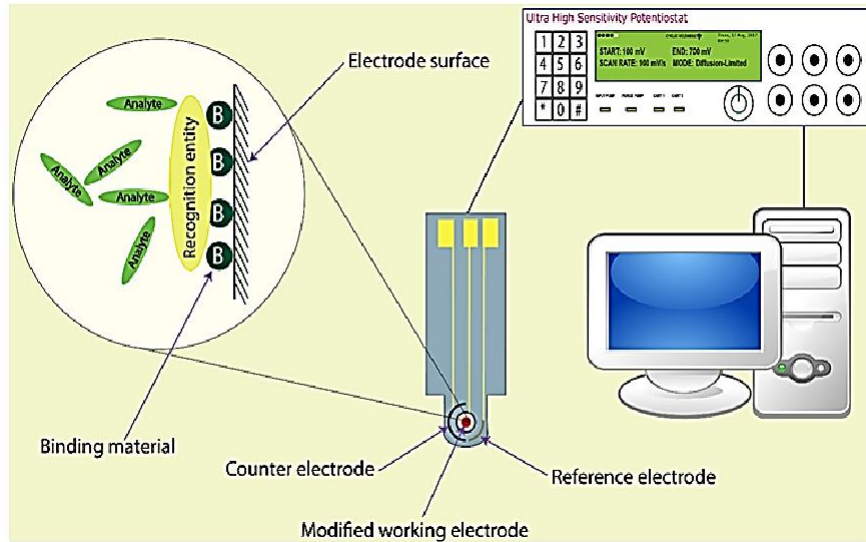 Ultra High Sensitivity Potentiostat
1 2 3
4 5 6
7 8 9
* 0 #
START: 100 mV END: 700 mV
SCAN RATE: 100 mV/s MODE: Diffusion-Limited
Electrode surface
Analyte
Analyte
Analyte
Analyte
Analyte
Recognition entity
B
B
B
B
Binding material
Counter electrode
Reference electrode
Modified working electrode